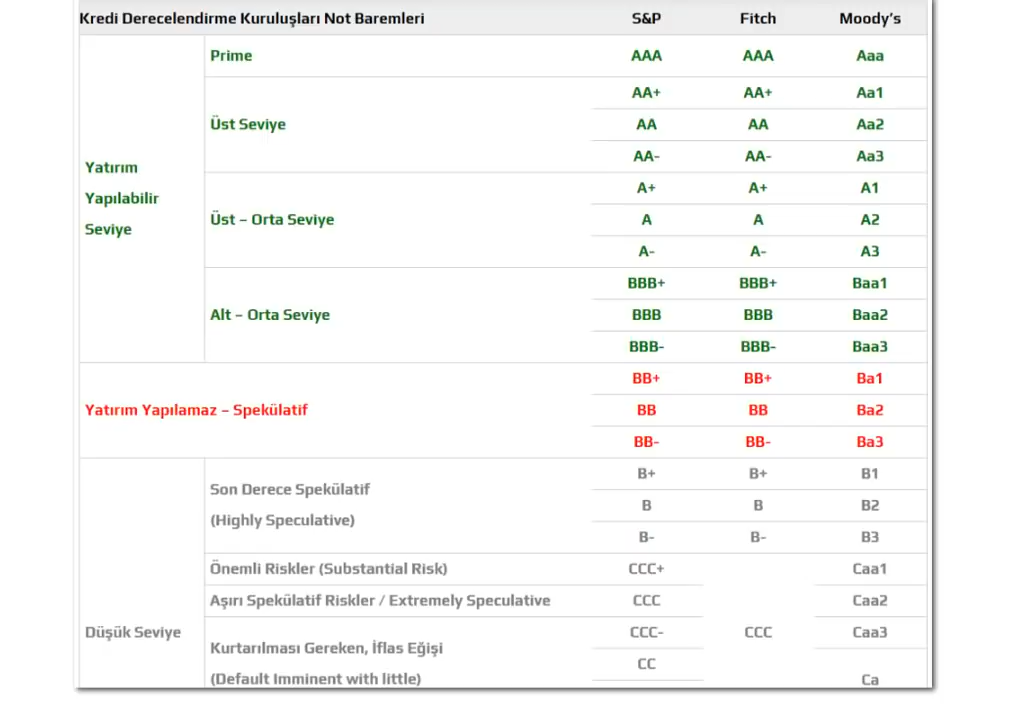 Kredi Derecelendirme Kuruluşları Not Baremleri S&P Fitch Moody's
Prime AAA AAA Aaa
AA+ AA+ Aa1
Üst Seviye AA AA Aa2
AA- AA- Aa3
Yatırım
Yapılabilir
Seviye
A+ A+ A1
Üst – Orta Seviye A A A2
A- A- A3
BBB+ BBB+ Baa1
Alt – Orta Seviye BBB BBB Baa2
BBB- BBB- Baa3
BB+ BB+ Ba1
Yatırım Yapılamaz – Spekülatif BB BB Ba2
BB- BB- Ba3
B+ B+ B1
Son Derece Spekülatif
(Highly Speculative) B B B2
B- B- B3
Önemli Riskler (Substantial Risk) CCC+ Caa1
Aşırı Spekülatif Riskler / Extremely Speculative CCC Caa2
Düşük Seviye CCC- CCC Caa3
Kurtarılması Gereken, İflas Eğişi
CC
(Default Imminent with little) Ca